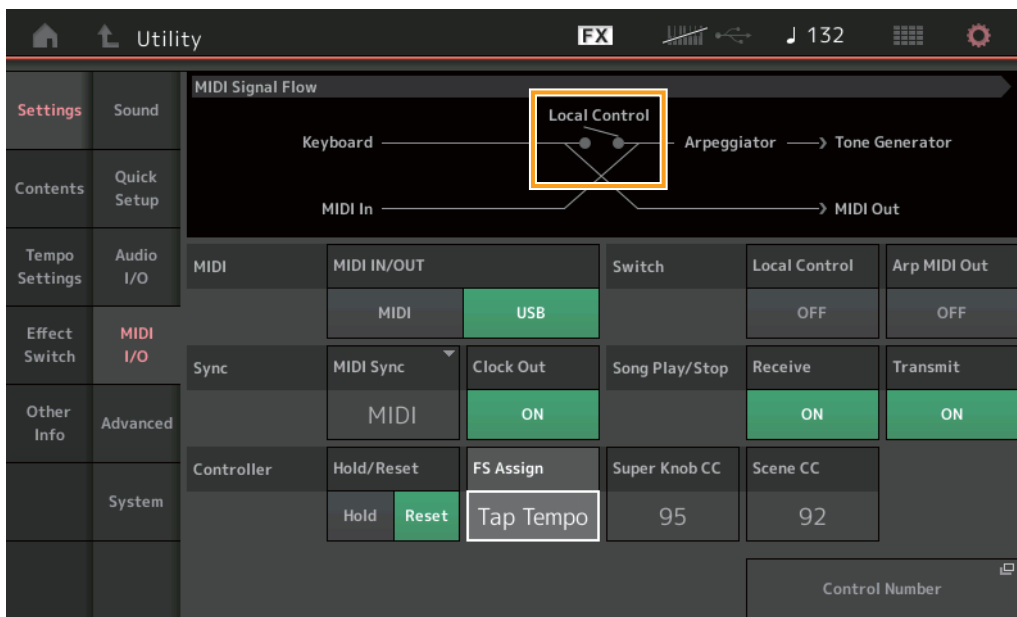 Utility
FX
132
Settings
Sound
Contents
Quick
Setup
Tempo
Settings
Audio
I/O
Effect
Switch
MIDI
I/O
Other
Info
Advanced
System
MIDI Signal Flow
Local Control
Keyboard
Arpeggiator
Tone Generator
MIDI In
MIDI Out
MIDI
MIDI IN/OUT
Switch
Local Control
Arp MIDI Out
MIDI
USB
OFF
OFF
Sync
MIDI Sync
Clock Out
Song Play/Stop
Receive
Transmit
MIDI
ON
ON
ON
Controller
Hold/Reset
FS Assign
Super Knob CC
Scene CC
Hold
Reset
Tap Tempo
95
92
Control Number